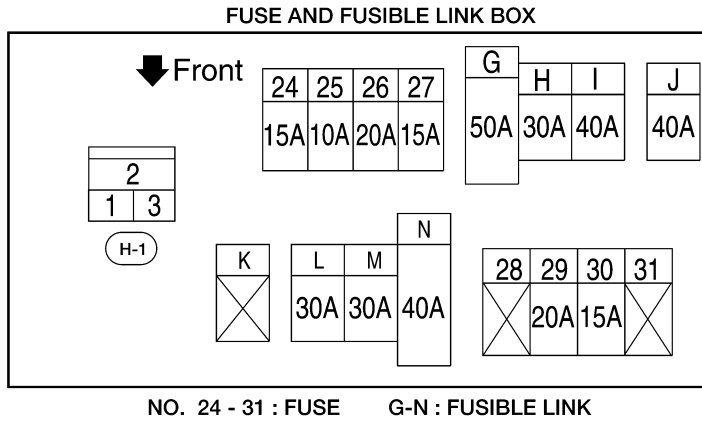 FUSE AND FUSIBLE LINK BOX
Front
24 25 26 27
15A 10A 20A 15A
G H I J
50A 30A 40A 40A
2
1 3
H-1
K L M N
30A 30A 40A
28 29 30 31
20A 15A
NO. 24 - 31 : FUSE G-N : FUSIBLE LINK